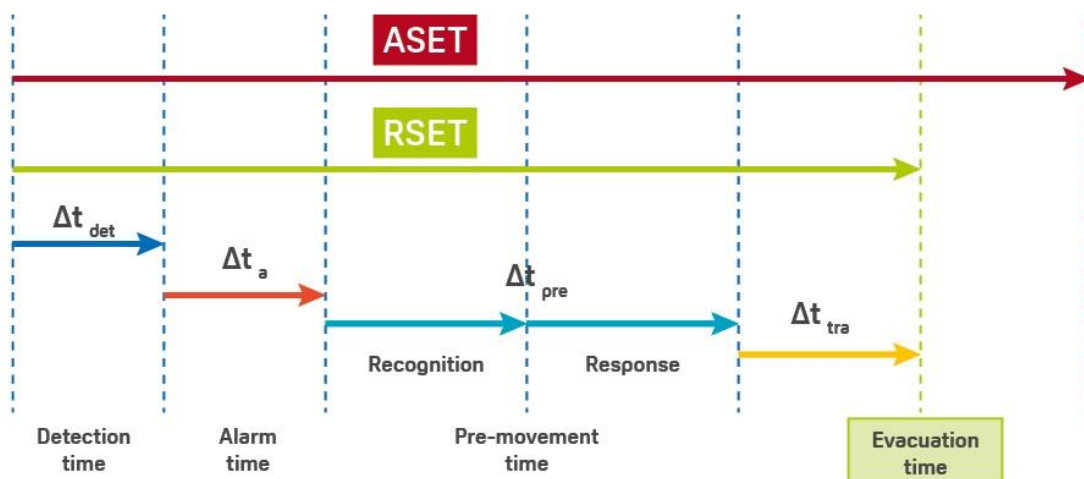 ASET
RSET
Δt det
Δt a
Δt pre
Δt tra
Recognition
Response
Detection
time
Alarm
time
Pre-movement
time
Evacuation
time